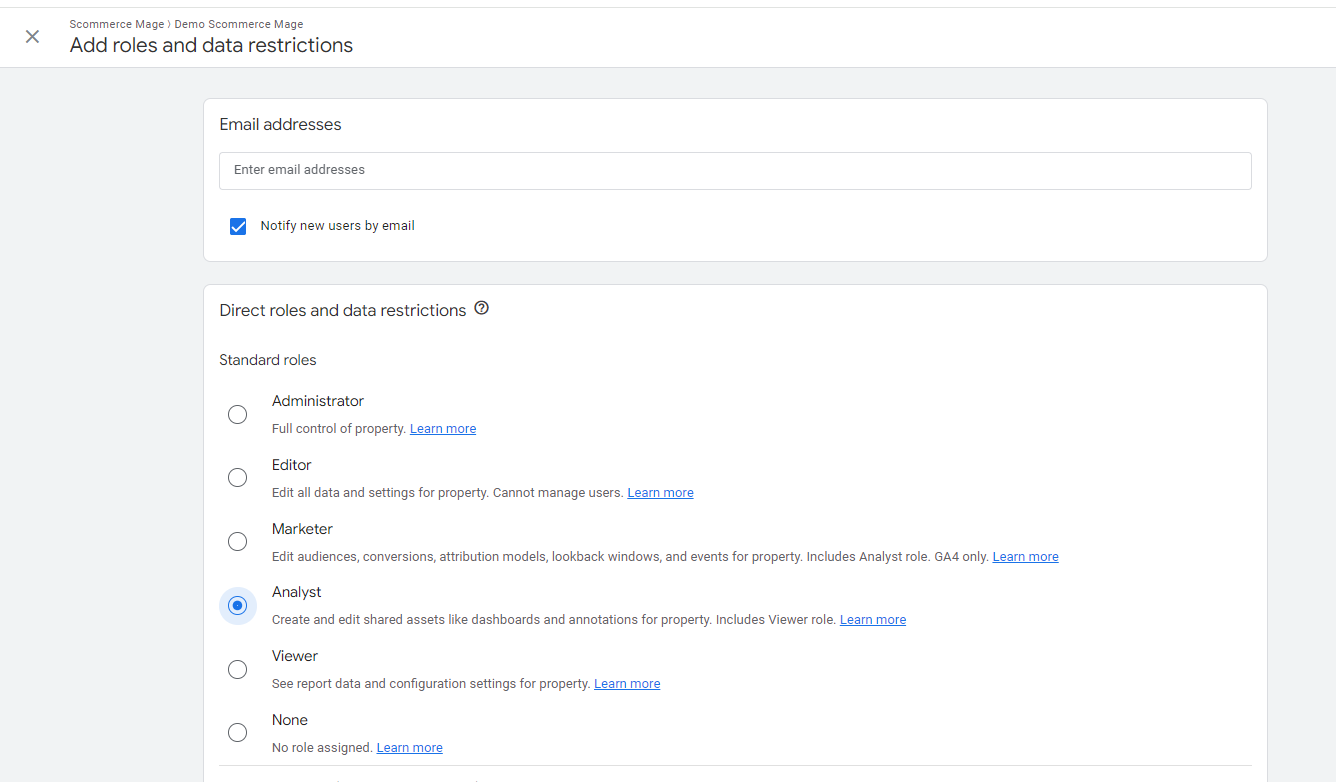 Scommerce Mage › Demo Scommerce Mage
Add roles and data restrictions
Email addresses
Enter email addresses
Notify new users by email
Direct roles and data restrictions
Standard roles
Administrator
Full control of property. Learn more
Editor
Edit all data and settings for property. Cannot manage users. Learn more
Marketer
Edit audiences, conversions, attribution models, lookback windows, and events for property. Includes Analyst role. GA4 only. Learn more
Analyst
Create and edit shared assets like dashboards and annotations for property. Includes Viewer role. Learn more
Viewer
See report data and configuration settings for property. Learn more
None
No role assigned. Learn more